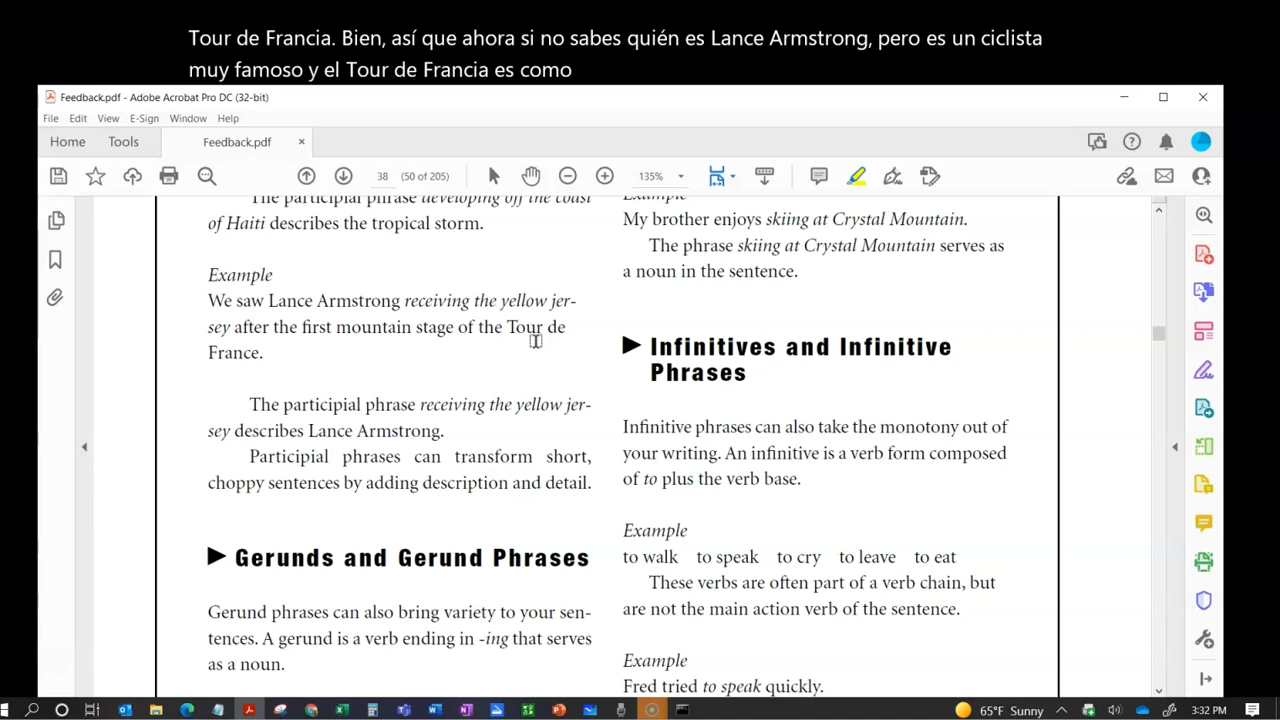 Tour de Francia. Bien, así que ahora si no sabes quién es Lance Armstrong, pero es un ciclista
muy famoso y el Tour de Francia es como
Feedback.pdf - Adobe Acrobat Pro DC (32-bit)
File Edit View E-Sign Window Help
Home Tools Feedback.pdf
38 (50 of 205) 135%
The participial phrase developing off the coast
of Haiti describes the tropical storm.
Example
We saw Lance Armstrong receiving the yellow jer-
sey after the first mountain stage of the Tour de
France.
The participial phrase receiving the yellow jer-
sey describes Lance Armstrong.
Participial phrases can transform short,
choppy sentences by adding description and detail.
Gerunds and Gerund Phrases
Gerund phrases can also bring variety to your sen-
tences. A gerund is a verb ending in -ing that serves
as a noun.
Example
My brother enjoys skiing at Crystal Mountain.
The phrase skiing at Crystal Mountain serves as
a noun in the sentence.
Infinitives and Infinitive
Phrases
Infinitive phrases can also take the monotony out of
your writing. An infinitive is a verb form composed
of to plus the verb base.
Example
to walk to speak to cry to leave to eat
These verbs are often part of a verb chain, but
are not the main action verb of the sentence.
Example
Fred tried to speak quickly.
65°F Sunny 3:32 PM